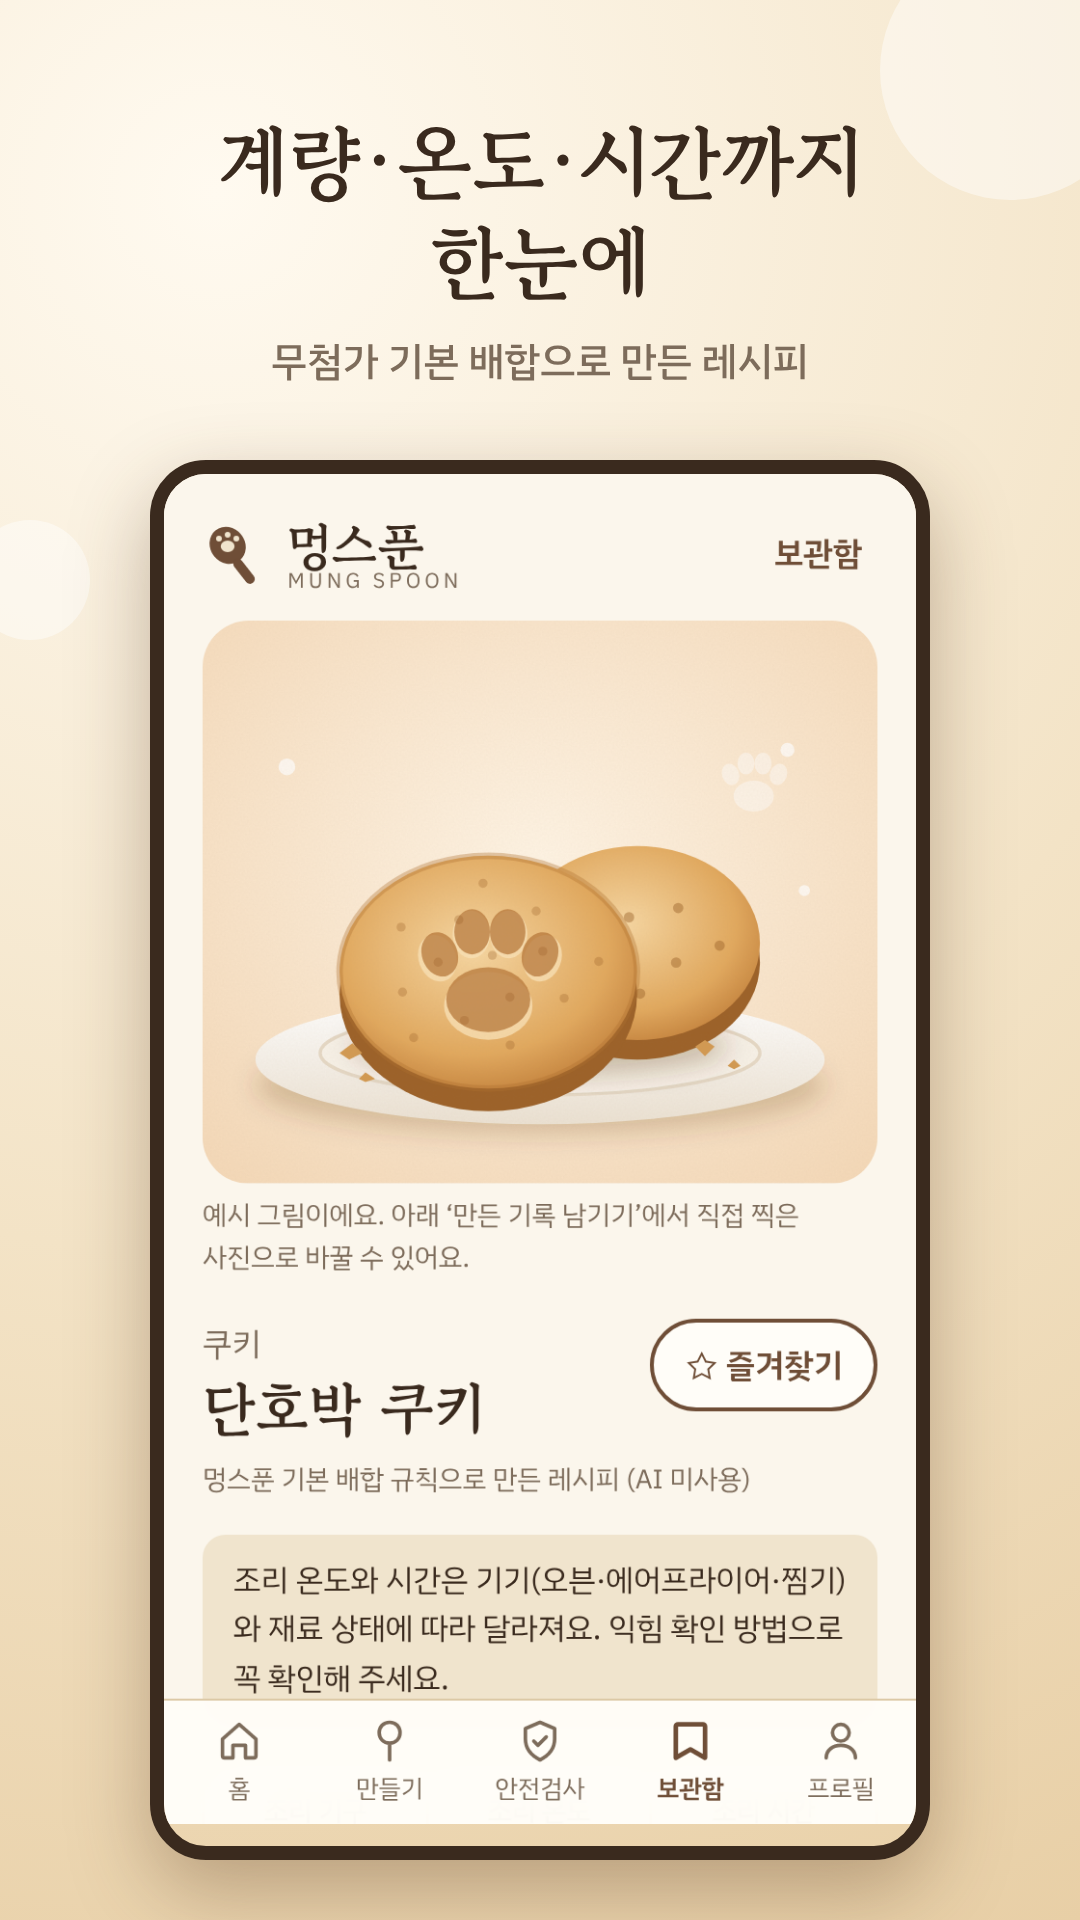 계량·온도·시간까지
한눈에
무첨가 기본 배합으로 만든 레시피
멍스푼
MUNG SPOON
보관함
예시 그림이에요. 아래 ‘만든 기록 남기기’에서 직접 찍은
사진으로 바꿀 수 있어요.
쿠키
☆ 즐겨찾기
단호박 쿠키
멍스푼 기본 배합 규칙으로 만든 레시피 (AI 미사용)
조리 온도와 시간은 기기(오븐·에어프라이어·찜기)
와 재료 상태에 따라 달라져요. 익힘 확인 방법으로
꼭 확인해 주세요.
홈
만들기
안전검사
보관함
프로필